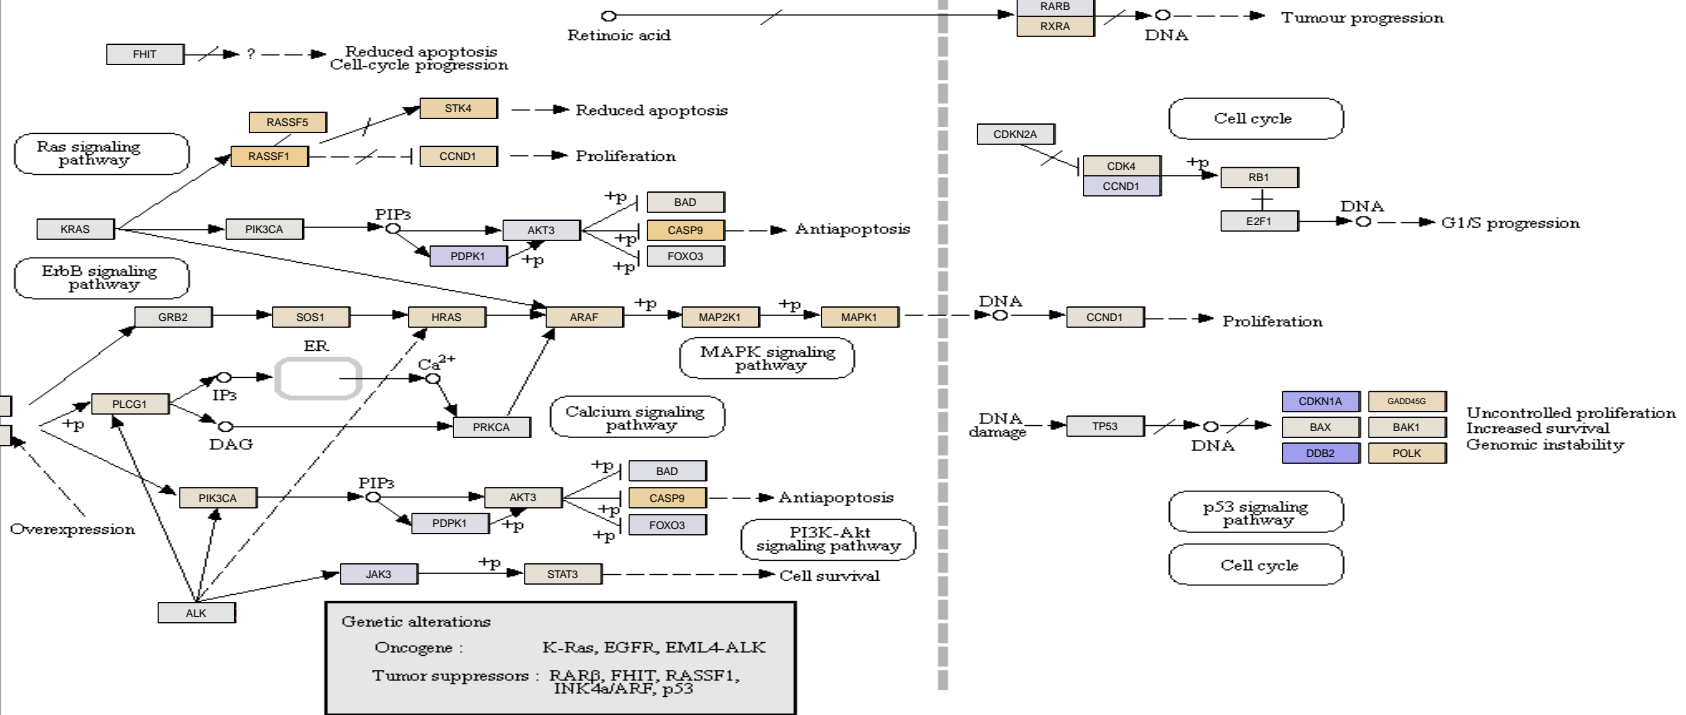 RARB
RXRA
Retinoic acid
DNA
Tumour progression
FHIT
?
Reduced apoptosis
Cell-cycle progression
RASSF5
STK4
Reduced apoptosis
Ras signaling
pathway
RASSF1
CCND1
Proliferation
Cell cycle
CDKN2A
CDK4
CCND1
+p
RB1
E2F1
DNA
G1/S progression
KRAS
PIK3CA
PIP3
AKT3
PDPK1
+p
+p
BAD
+p
CASP9
+p
FOXO3
Antiapoptosis
ErbB signaling
pathway
GRB2
SOS1
HRAS
ARAF
+p
MAP2K1
+p
MAPK1
DNA
CCND1
Proliferation
MAPK signaling
pathway
ER
Ca2+
IP3
PLCG1
+p
DAG
PRKCA
Calcium signaling
pathway
DNA
damage
TP53
DNA
CDKN1A
GADD45G
BAX
BAK1
DDB2
POLK
Uncontrolled proliferation
Increased survival
Genomic instability
PIK3CA
PIP3
AKT3
PDPK1
+p
+p
BAD
+p
CASP9
+p
FOXO3
Antiapoptosis
Overexpression
PI3K-Akt
signaling pathway
p53 signaling
pathway
Cell cycle
JAK3
+p
STAT3
Cell survival
ALK
Genetic alterations
Oncogene : K-Ras, EGFR, EML4-ALK
Tumor suppressors : RARβ, FHIT, RASSF1,
INK4a/ARF, p53